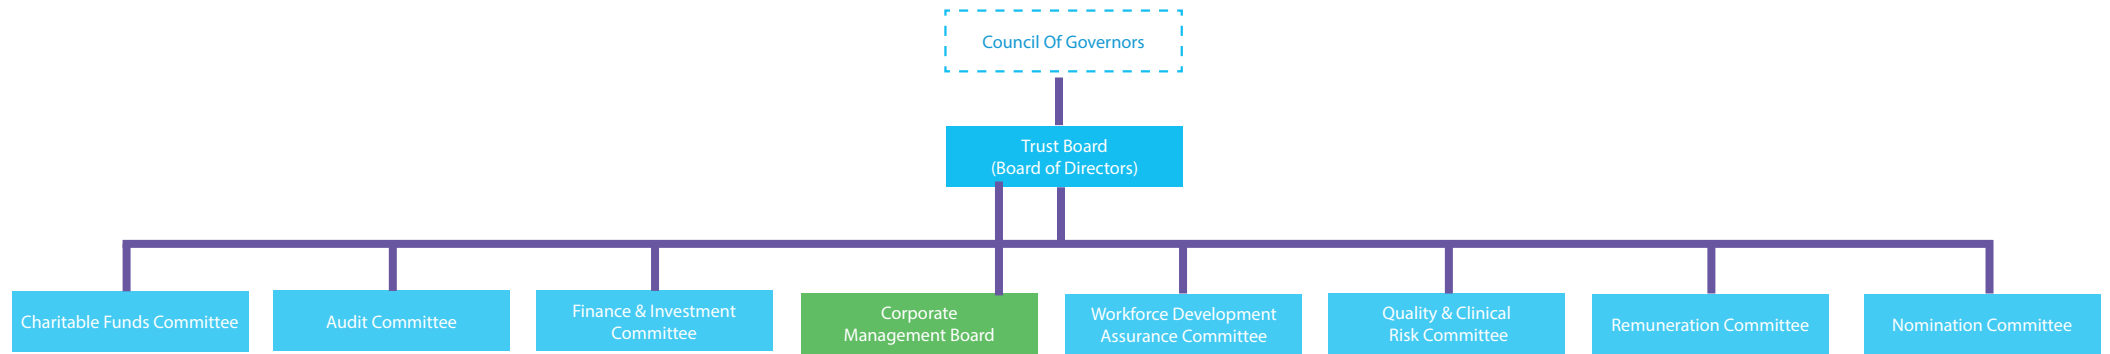 Council Of Governors
Trust Board
(Board of Directors)
Charitable Funds Committee
Audit Committee
Finance & Investment
Committee
Corporate
Management Board
Workforce Development
Assurance Committee
Quality & Clinical
Risk Committee
Remuneration Committee
Nomination Committee